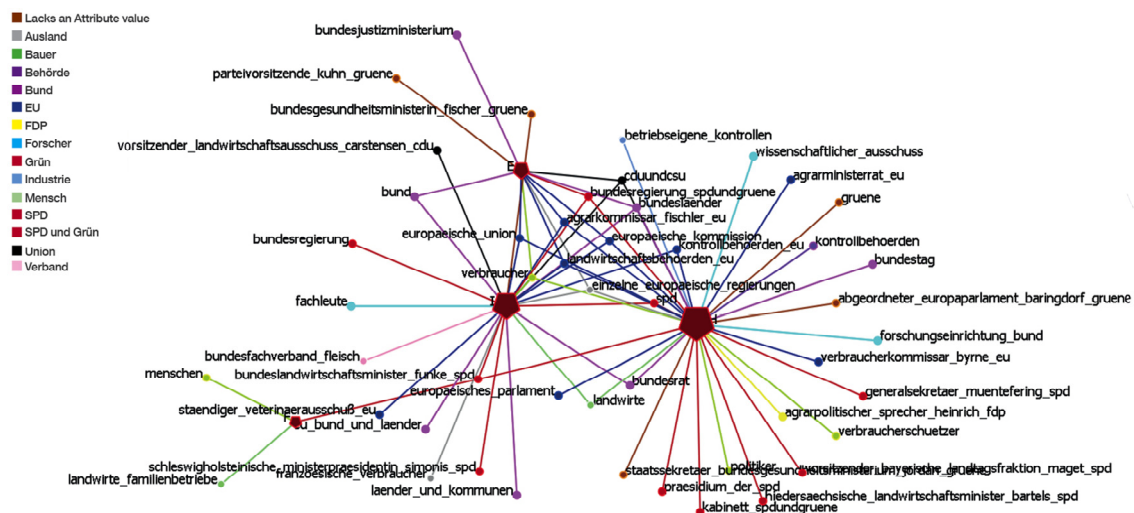 Lacks an Attribute value
Ausland
Bauer
Behörde
Bund
EU
FDP
Forscher
Grün
Industrie
Mensch
SPD
SPD und Grün
Union
Verband
bundesjustizministerium
parteivorsitzende_kuhn_gruene
bundesgesundheitsministerin_fischer_gruene
vorsitzender_landwirtschaftsausschuss_carstensen_cdu
betriebseigene_kontrollen
wissenschaftlicher_ausschuss
E
cduundcsu
agrarministerrat_eu
bund
bundesregierung_spdundgruene
bundeslaender
gruene
agrarkommissar_fischler_eu
bundesregierung
europaeische_union
europaeische_kommission
kontrollbehoerden_eu
kontrollbehoerden
landwirtschaftsbehoerden_eu
bundestag
verbraucher
einzelne_europaeische_regierungen
fachleute
spd
abgeordneter_europaparlament_baringdorf_gruene
forschungseinrichtung_bund
bundesfachverband_fleisch
verbraucherkommissar_byrne_eu
menschen
bundeslandwirtschaftsminister_funke_spd
bundesrat
europaeisches_parlament
generalsekretaer_muentefering_spd
landwirte
staendiger_veterinaerausschuß_eu
agrarpolitischer_sprecher_heinrich_fdp
F
eu_bund_und_laender
verbraucherschuetzer
schleswigholsteinische_ministerpraesidentin_simonis_spd
politiker
landwirte_familienbetriebe
franzoesische_verbraucher
laender_und_kommunen
praesidium_der_spd
niedersaechsische_landwirtschaftsminister_bartels_spd
kabinett_spdundgruene